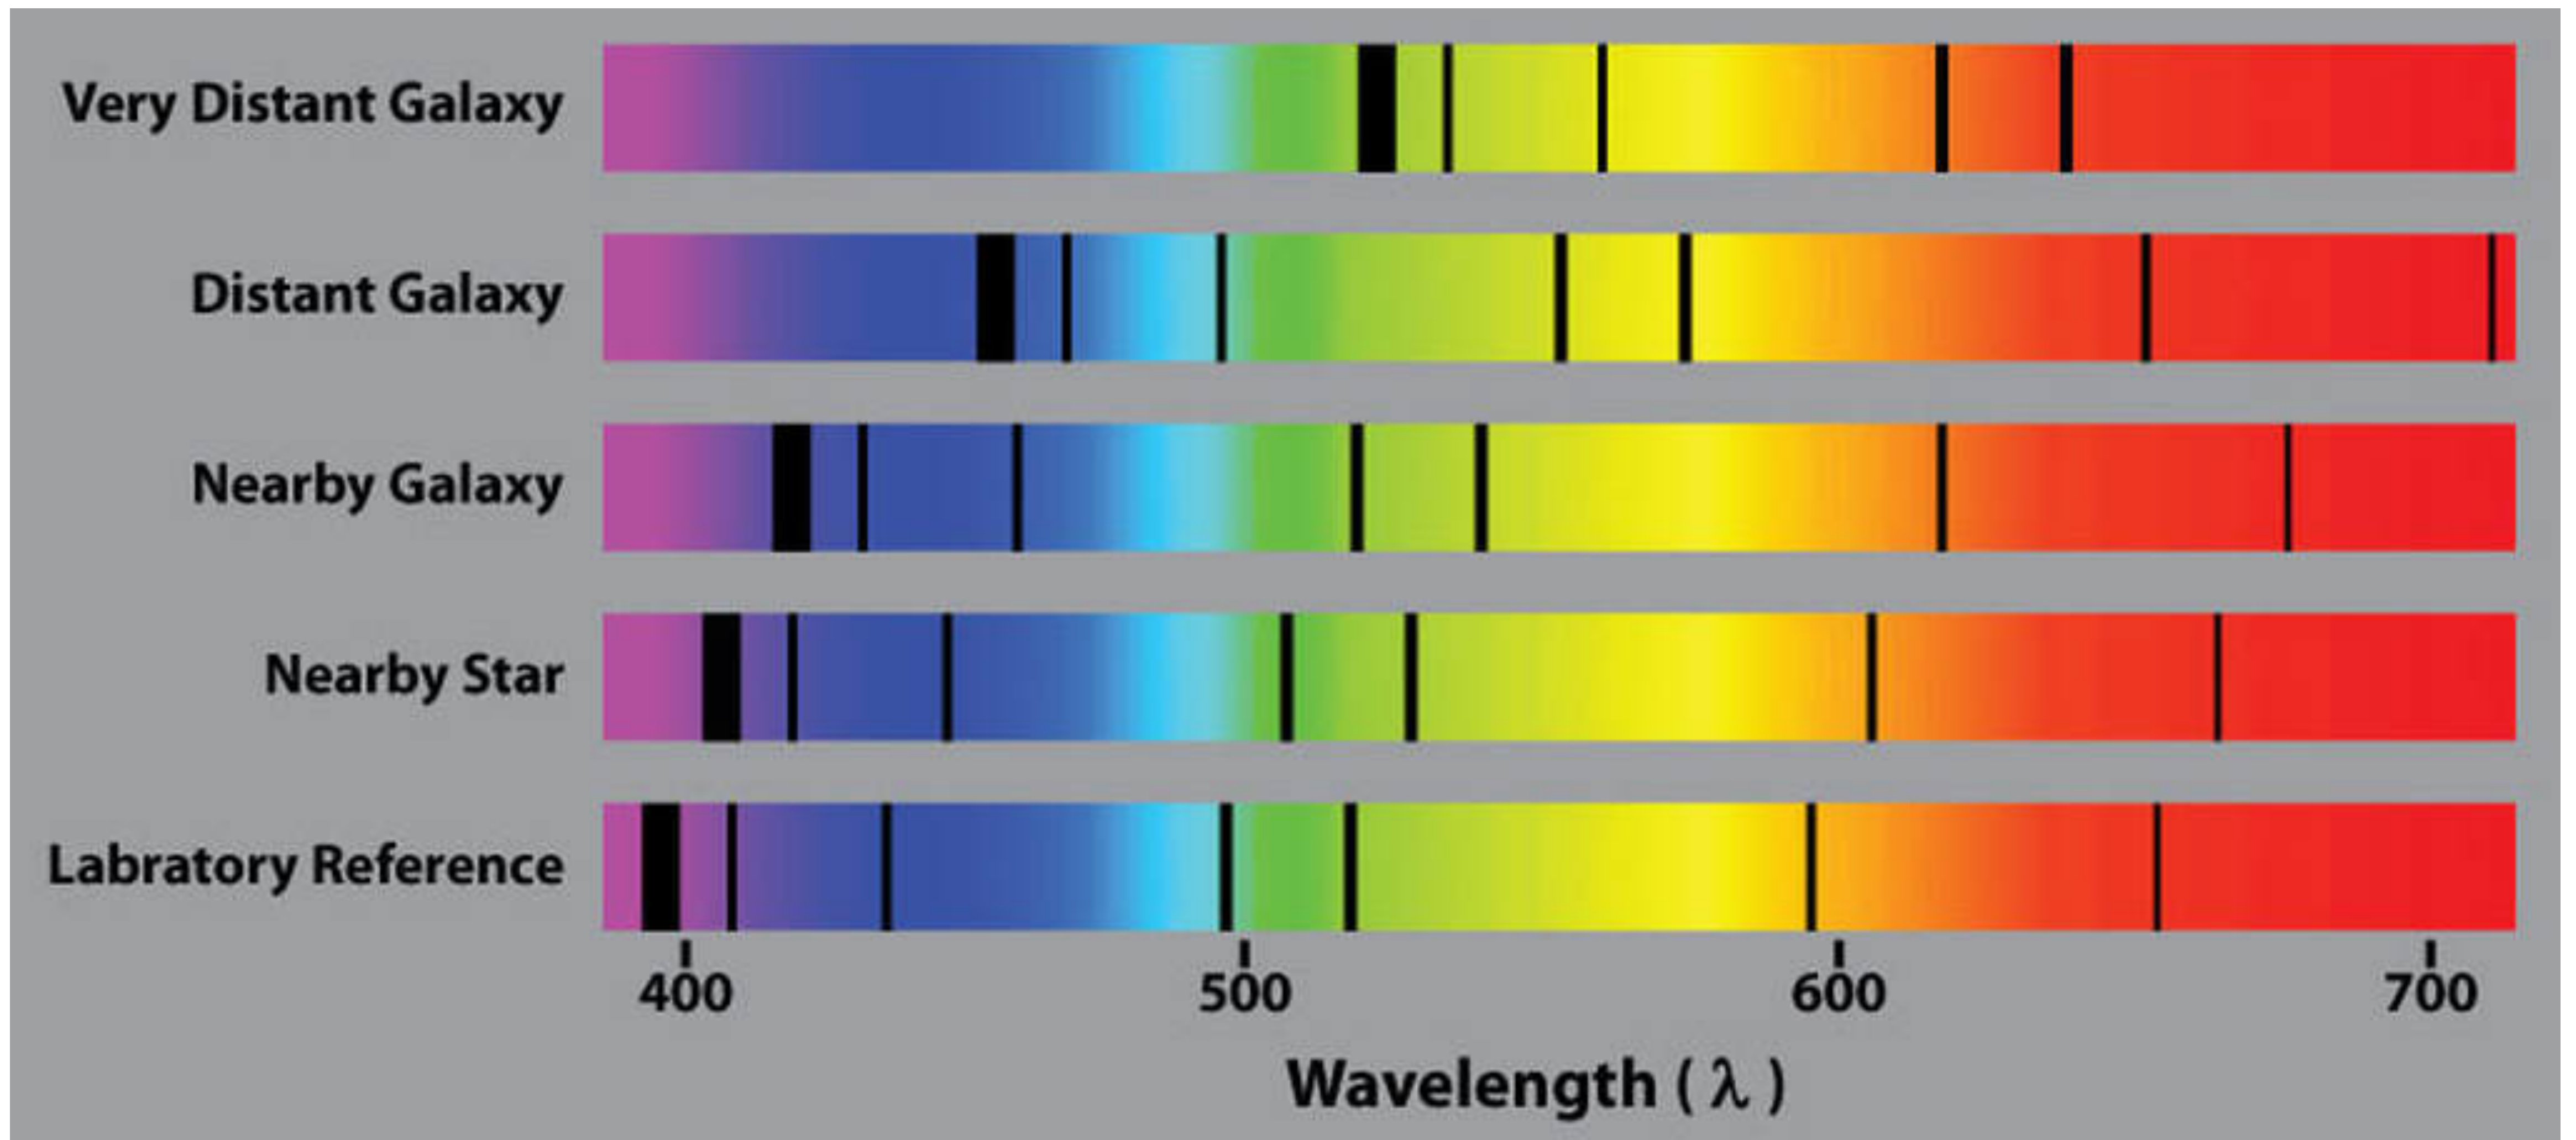 Very Distant Galaxy
Distant Galaxy
Nearby Galaxy
Nearby Star
Labratory Reference
400 500 600 700
Wavelength ( λ )